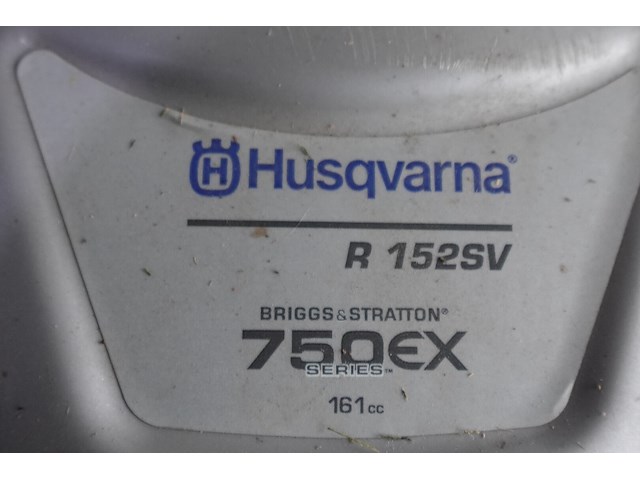 H Husqvarna®
R 152SV
BRIGGS & STRATTON®
750EX
SERIES™
161cc